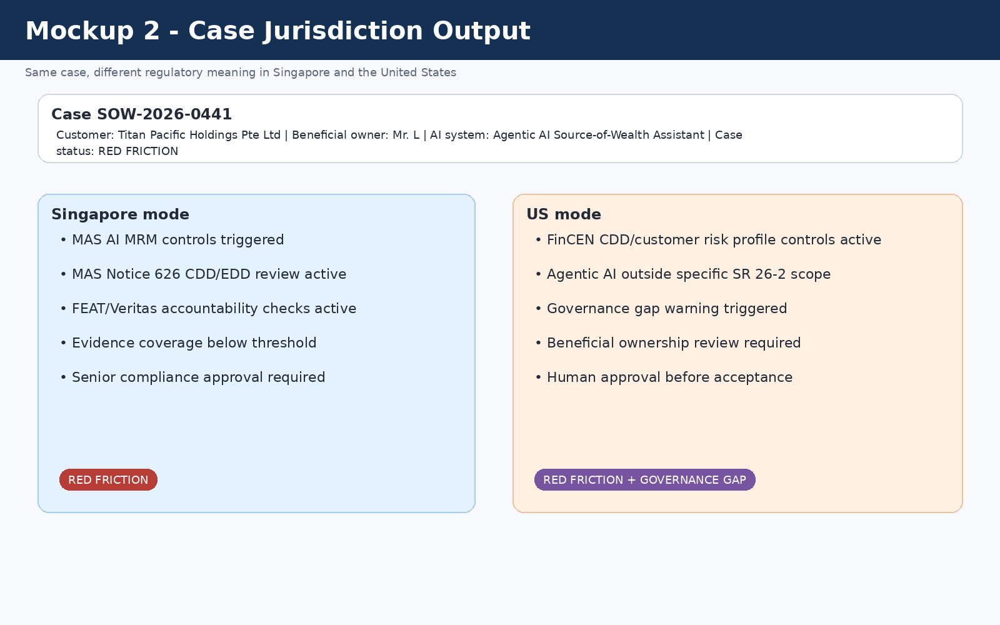 Mockup 2 - Case Jurisdiction Output
Same case, different regulatory meaning in Singapore and the United States
Case SOW-2026-0441
Customer: Titan Pacific Holdings Pte Ltd | Beneficial owner: Mr. L | AI system: Agentic AI Source-of-Wealth Assistant | Case
status: RED FRICTION
Singapore mode
• MAS AI MRM controls triggered
• MAS Notice 626 CDD/EDD review active
• FEAT/Veritas accountability checks active
• Evidence coverage below threshold
• Senior compliance approval required
RED FRICTION
US mode
• FinCEN CDD/customer risk profile controls active
• Agentic AI outside specific SR 26-2 scope
• Governance gap warning triggered
• Beneficial ownership review required
• Human approval before acceptance
RED FRICTION + GOVERNANCE GAP